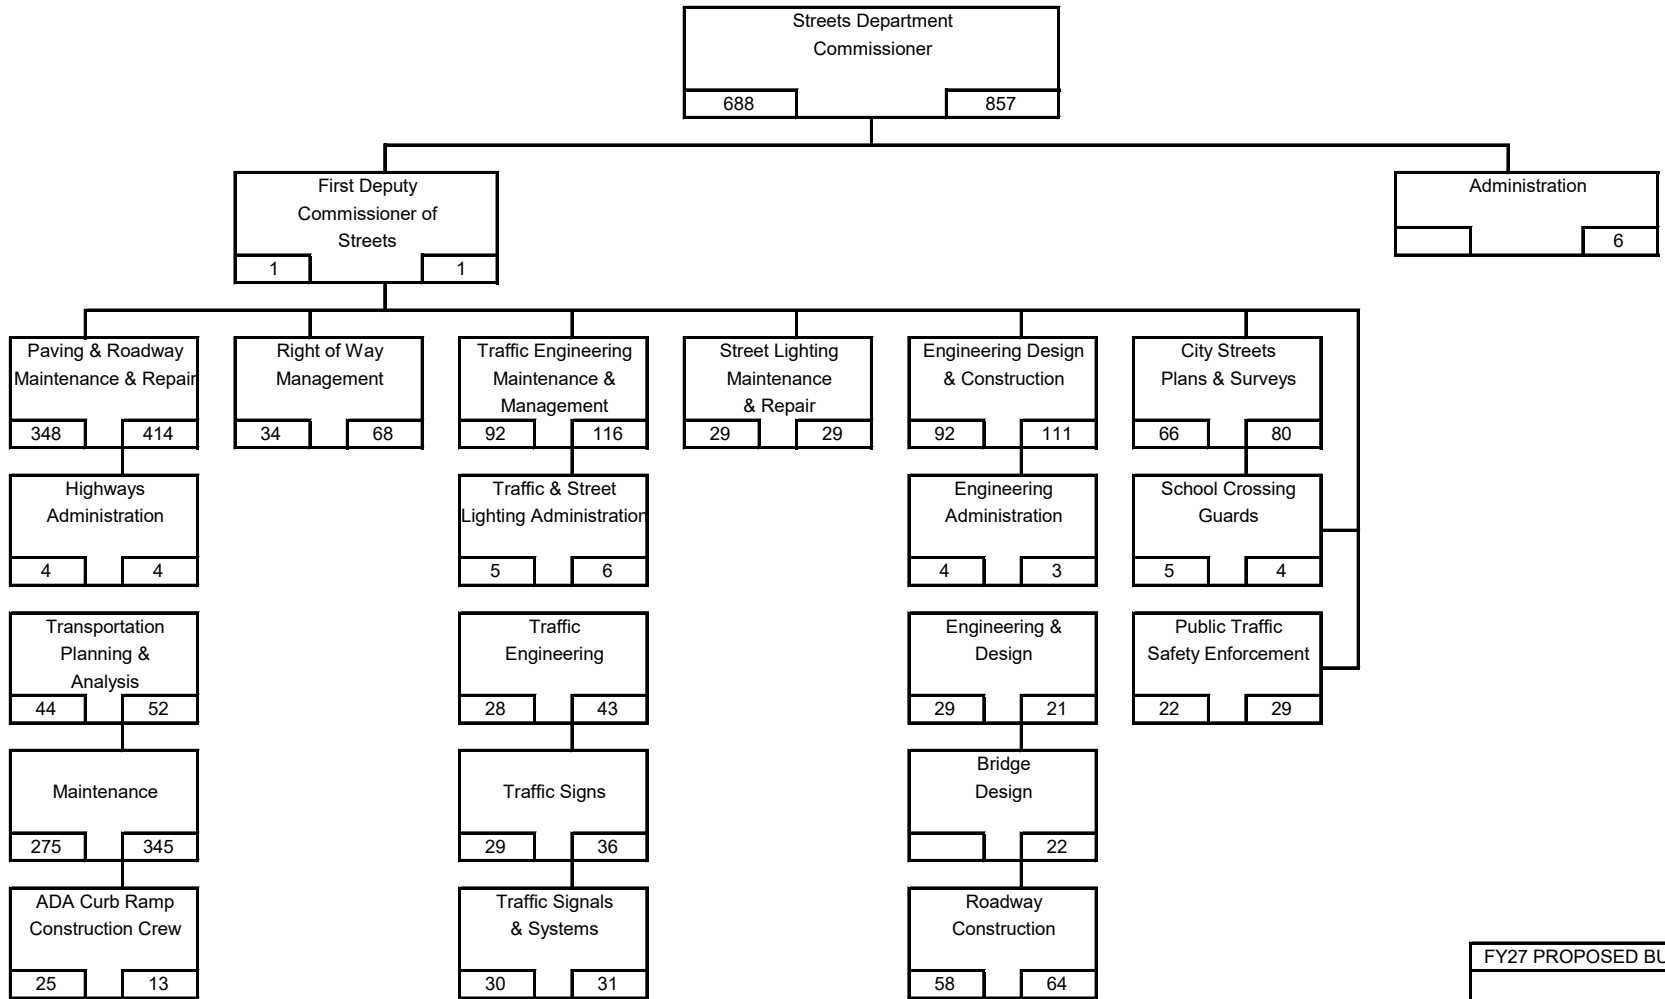 Streets Department
Commissioner
688 857
First Deputy
Commissioner of
Streets
1 1
Administration
6
Paving & Roadway
Maintenance & Repair
348 414
Right of Way
Management
34 68
Traffic Engineering
Maintenance &
Management
92 116
Street Lighting
Maintenance
& Repair
29 29
Engineering Design
& Construction
92 111
City Streets
Plans & Surveys
66 80
Highways
Administration
4 4
Traffic & Street
Lighting Administration
5 6
Engineering
Administration
4 3
School Crossing
Guards
5 4
Transportation
Planning &
Analysis
44 52
Traffic
Engineering
28 43
Engineering &
Design
29 21
Public Traffic
Safety Enforcement
22 29
Maintenance
275 345
Traffic Signs
29 36
Bridge
Design
22
ADA Curb Ramp
Construction Crew
25 13
Traffic Signals
& Systems
30 31
Roadway
Construction
58 64
FY27 PROPOSED BU